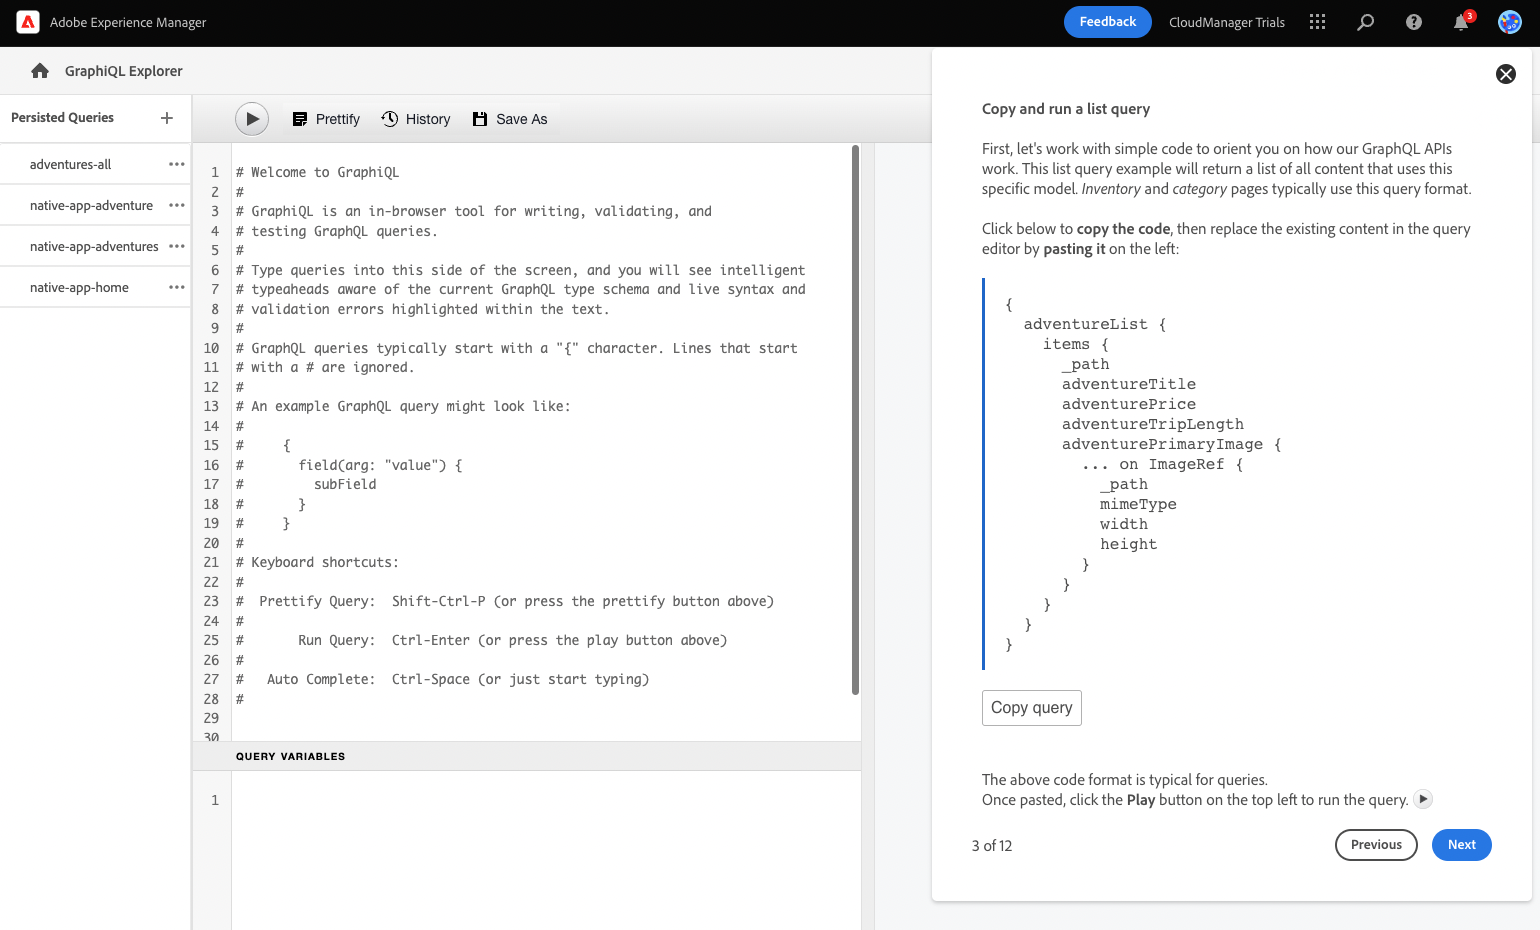 Adobe Experience Manager
Feedback
CloudManager Trials
3
GraphiQL Explorer
Persisted Queries
adventures-all
native-app-adventure
native-app-adventures
native-app-home
Prettify
History
Save As
1 # Welcome to GraphiQL
2 #
3 # GraphiQL is an in-browser tool for writing, validating, and
4 # testing GraphQL queries.
5 #
6 # Type queries into this side of the screen, and you will see intelligent
7 # typeaheads aware of the current GraphQL type schema and live syntax and
8 # validation errors highlighted within the text.
9 #
10 # GraphQL queries typically start with a "{" character. Lines that start
11 # with a # are ignored.
12 #
13 # An example GraphQL query might look like:
14 #
15 #     {
16 #       field(arg: "value") {
17 #         subField
18 #       }
19 #     }
20 #
21 # Keyboard shortcuts:
22 #
23 #  Prettify Query:  Shift-Ctrl-P (or press the prettify button above)
24 #
25 #       Run Query:  Ctrl-Enter (or press the play button above)
26 #
27 #   Auto Complete:  Ctrl-Space (or just start typing)
28 #
29
30
QUERY VARIABLES
1
Copy and run a list query
First, let's work with simple code to orient you on how our GraphQL APIs
work. This list query example will return a list of all content that uses this
specific model. Inventory and category pages typically use this query format.
Click below to copy the code, then replace the existing content in the query
editor by pasting it on the left:
{
  adventureList {
    items {
      _path
      adventureTitle
      adventurePrice
      adventureTripLength
      adventurePrimaryImage {
        ... on ImageRef {
          _path
          mimeType
          width
          height
        }
      }
    }
  }
}
Copy query
The above code format is typical for queries.
Once pasted, click the Play button on the top left to run the query.
3 of 12
Previous
Next